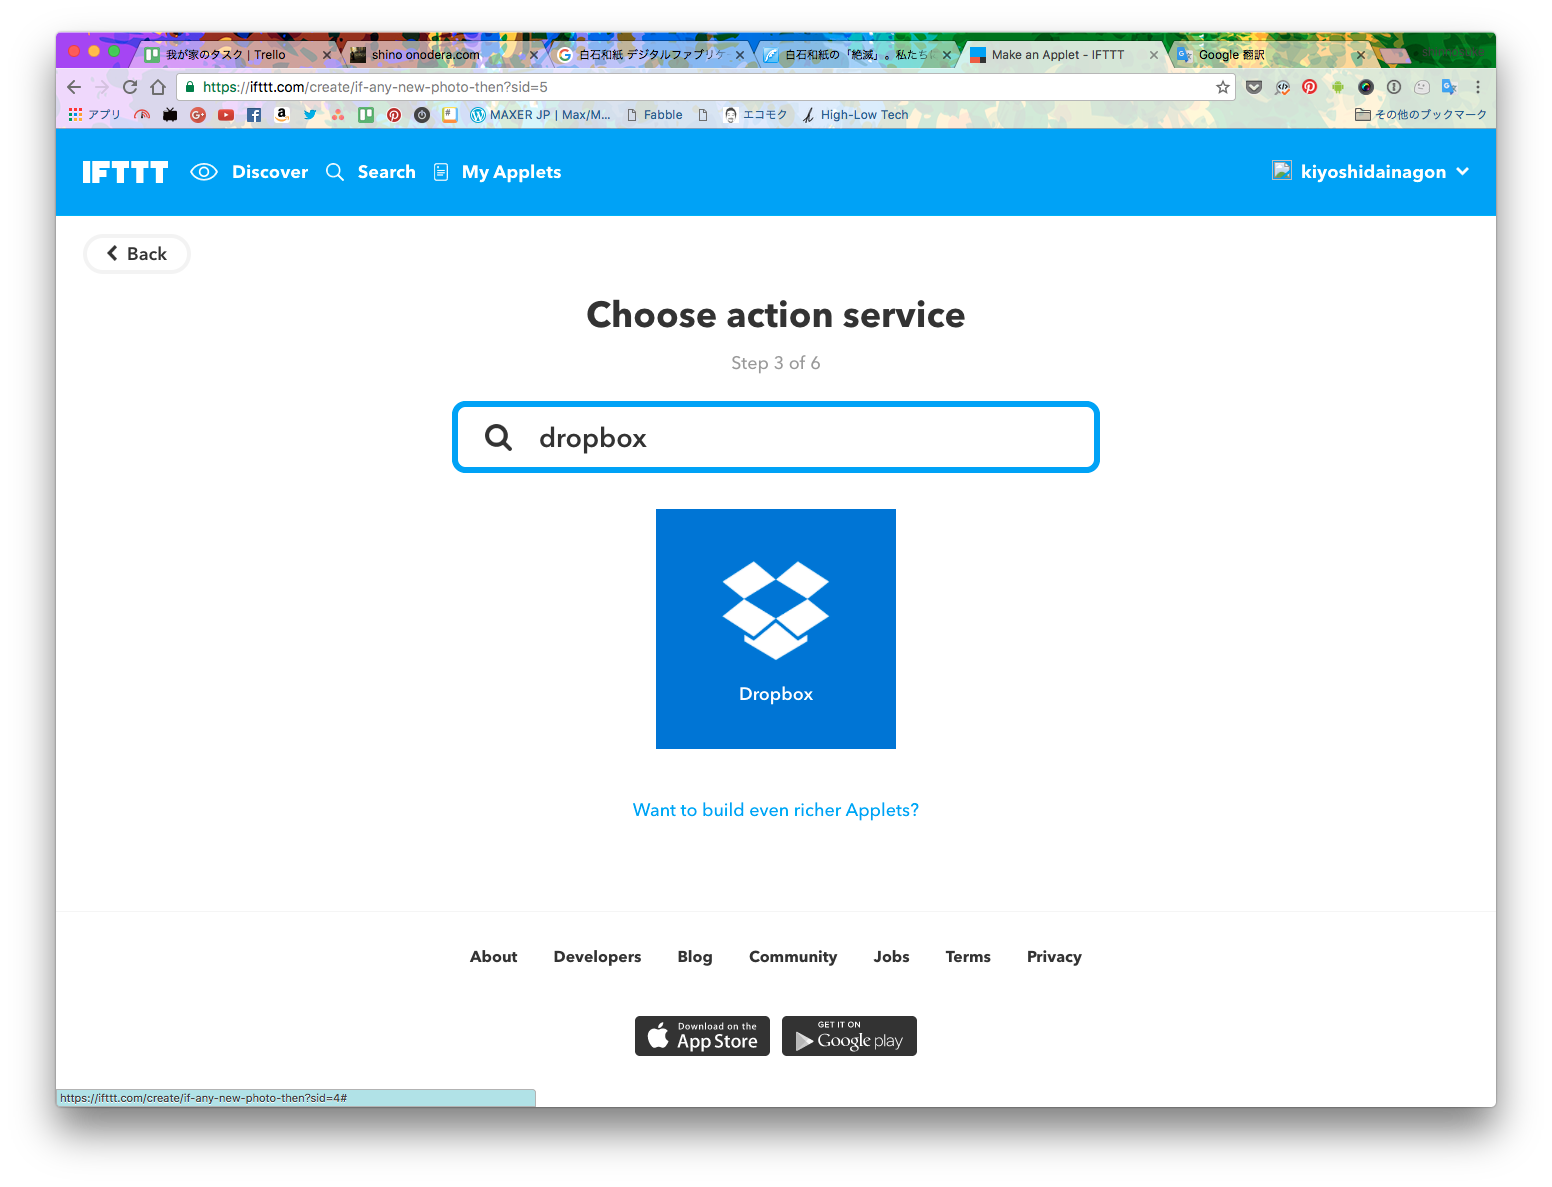 我が家のタスク | Trello
shino onodera.com
白石和紙 デジタルファブリケ
白石和紙の「絶滅」。私たちに
Make an Applet - IFTTT
Google 翻訳
https://ifttt.com/create/if-any-new-photo-then?sid=5
アプリ
MAXER JP | Max/M...
Fabble
エコモク
High-Low Tech
その他のブックマーク
IFTTT
Discover
Search
My Applets
kiyoshidainagon
Back
Choose action service
Step 3 of 6
dropbox
Dropbox
Want to build even richer Applets?
About
Developers
Blog
Community
Jobs
Terms
Privacy
Download on the
App Store
GET IT ON
Google play
https://ifttt.com/create/if-any-new-photo-then?sid=4#